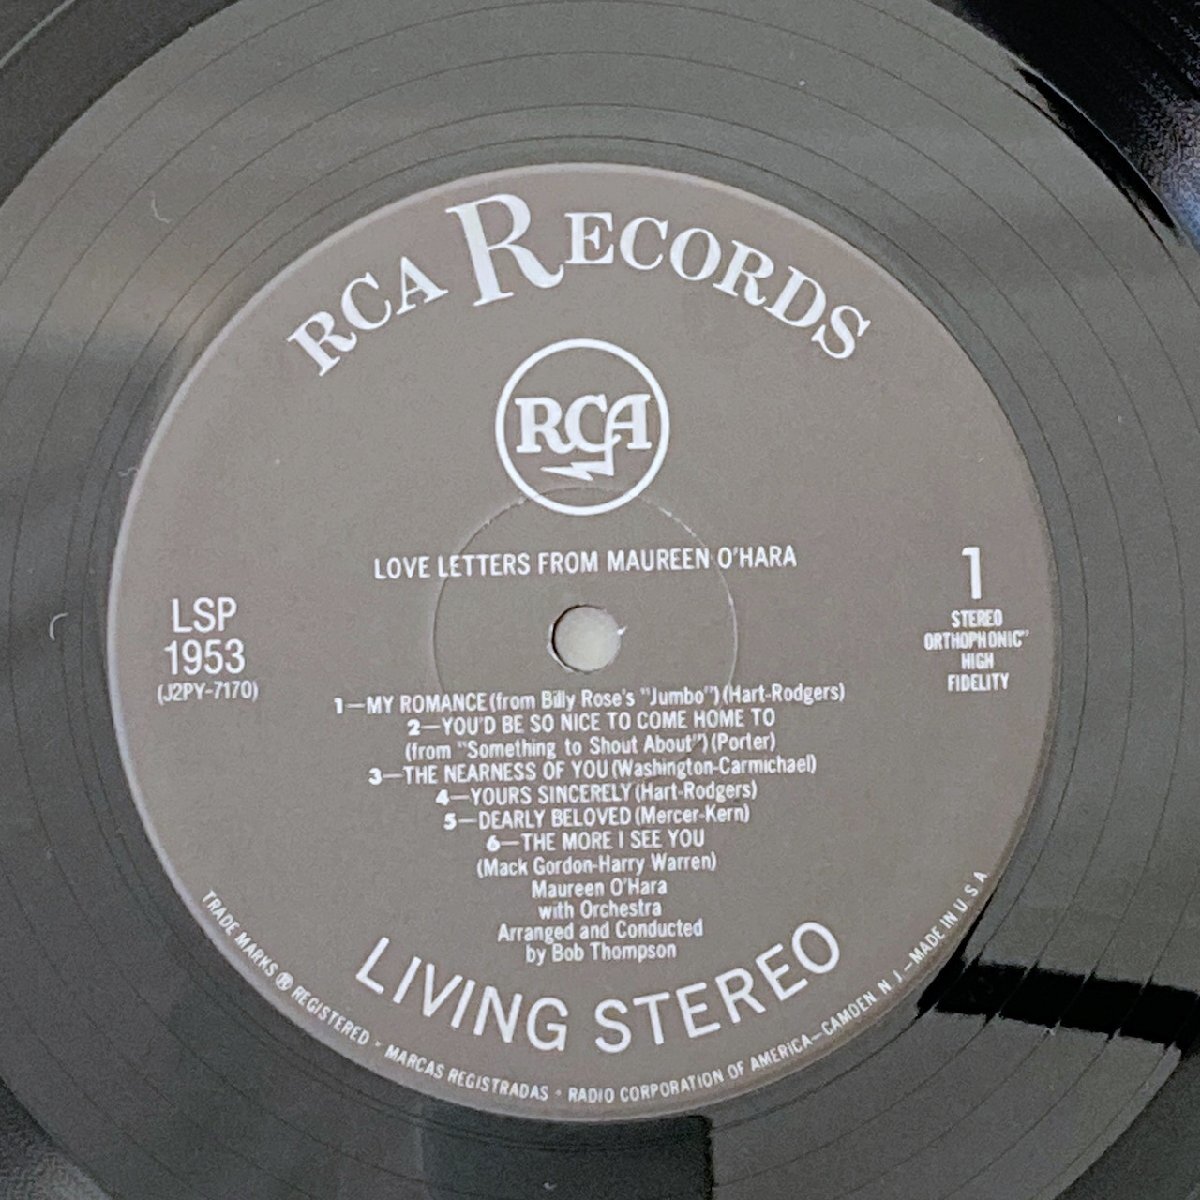 RCA RECORDS
RCA
LOVE LETTERS FROM MAUREEN O'HARA
LSP
1953
(J2PY-7170)
1
STEREO
ORTHOPHONIC"
HIGH
FIDELITY
1—MY ROMANCE (from Billy Rose's "Jumbo") (Hart-Rodgers)
2—YOU'D BE SO NICE TO COME HOME TO
(from "Something to Shout About") (Porter)
3—THE NEARNESS OF YOU (Washington-Carmichael)
4—YOURS SINCERELY (Hart-Rodgers)
5—DEARLY BELOVED (Mercer-Kern)
6—THE MORE I SEE YOU
(Mack Gordon-Harry Warren)
Maureen O'Hara
with Orchestra
Arranged and Conducted
by Bob Thompson
LIVING STEREO
TRADE MARKS ® REGISTERED • MARCAS REGISTRADAS • RADIO CORPORATION OF AMERICA—CAMDEN N J—MADE IN U S A